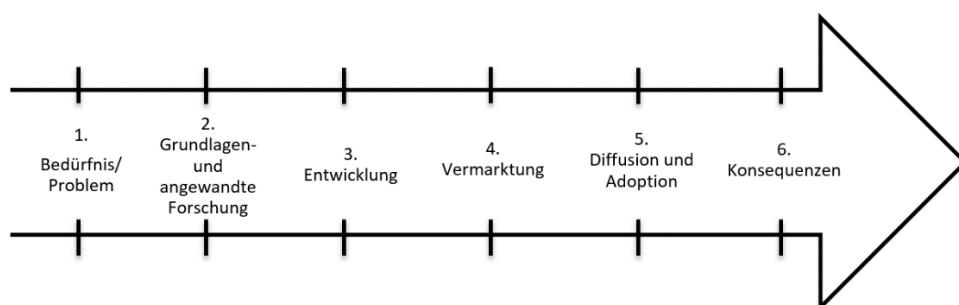 1.
Bedürfnis/
Problem
2.
Grundlagen-
und
angewandte
Forschung
3.
Entwicklung
4.
Vermarktung
5.
Diffusion und
Adoption
6.
Konsequenzen